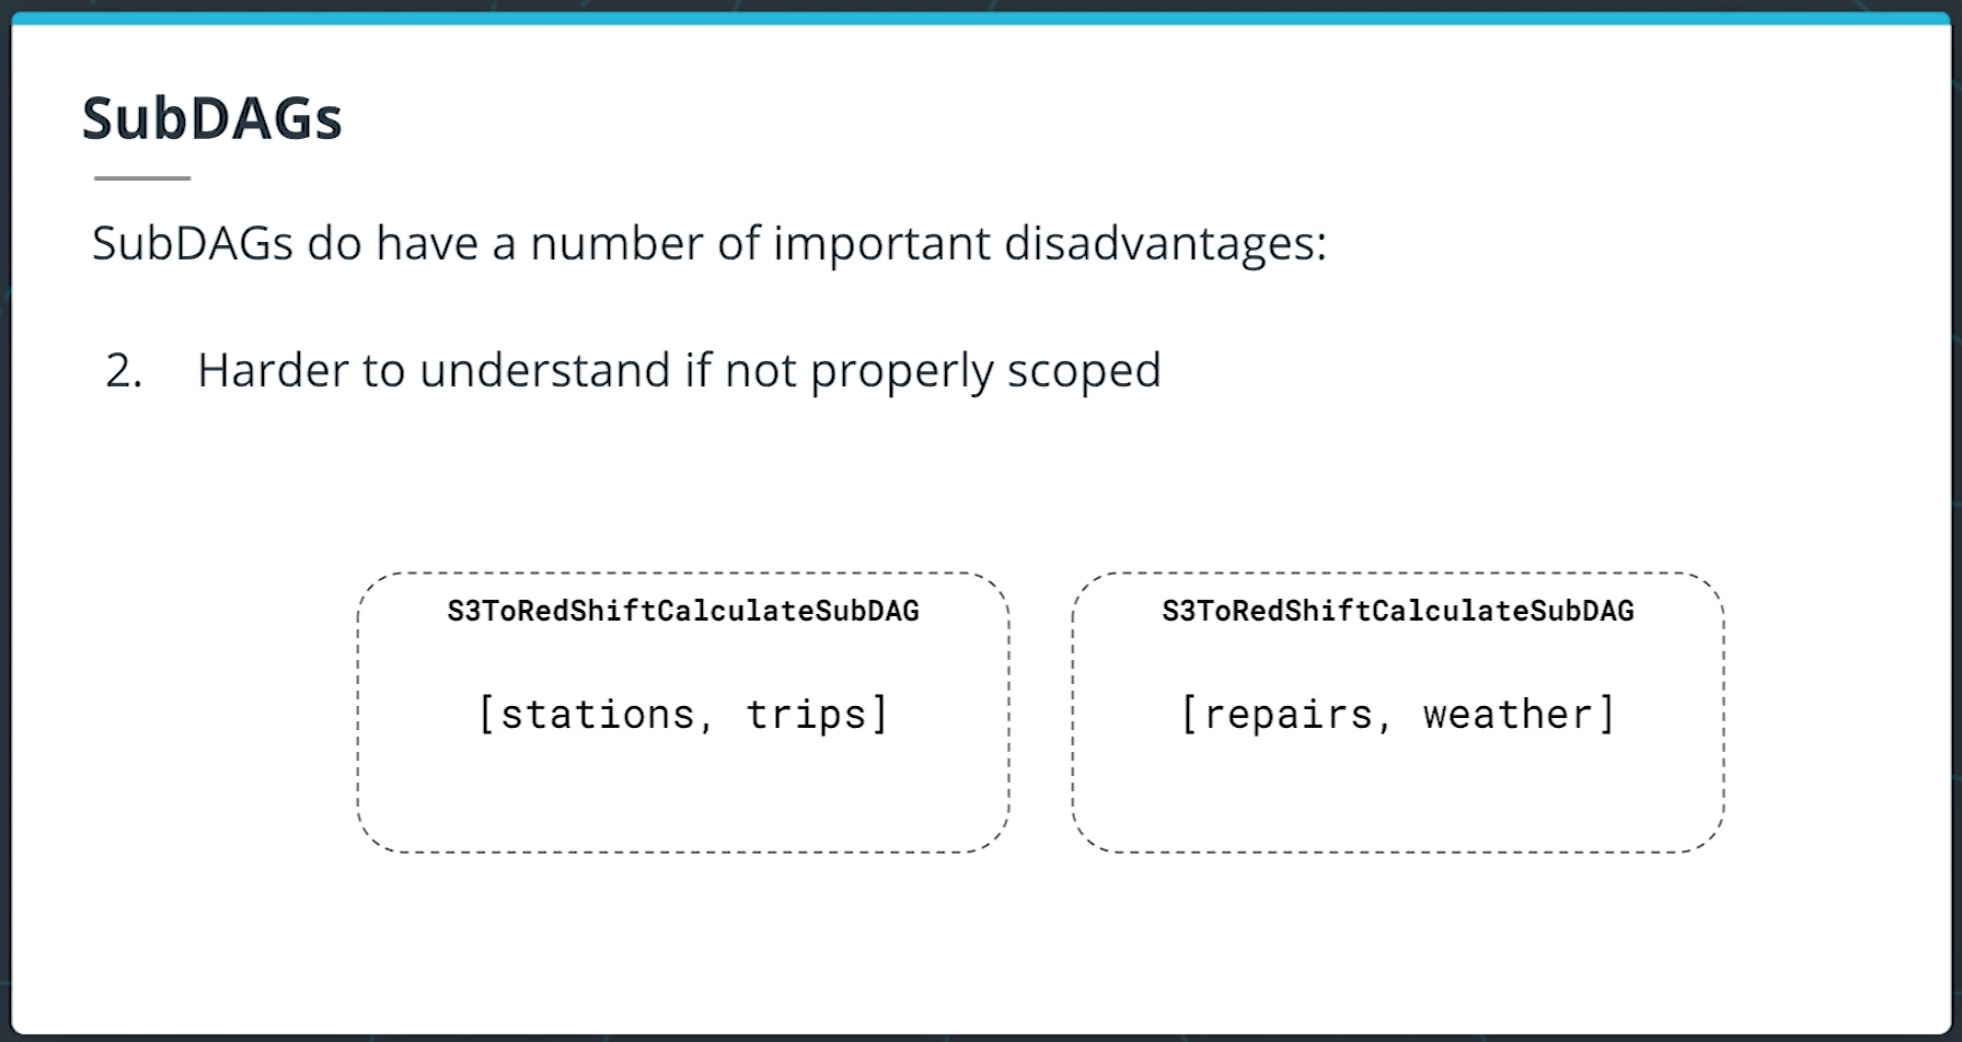 SubDAGs
SubDAGs do have a number of important disadvantages:
2. Harder to understand if not properly scoped
S3ToRedShiftCalculateSubDAG
[stations, trips]
S3ToRedShiftCalculateSubDAG
[repairs, weather]